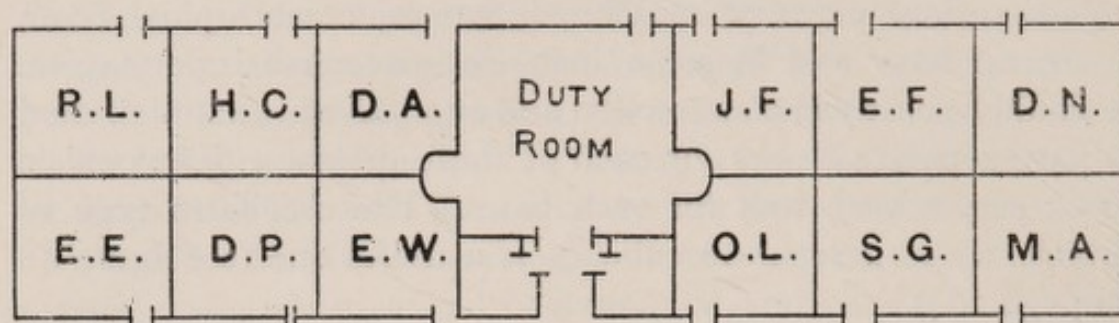 R.L. H.C. D.A. DUTY ROOM J.F. E.F. D.N.
E.E. D.P. E.W. O.L. S.G. M.A.